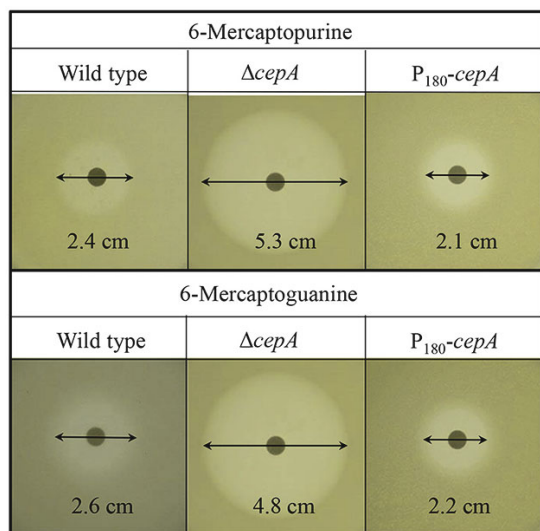 6-Mercaptopurine
Wild type ΔcepA P₁₈₀-cepA
2.4 cm 5.3 cm 2.1 cm
6-Mercaptoguanine
Wild type ΔcepA P₁₈₀-cepA
2.6 cm 4.8 cm 2.2 cm